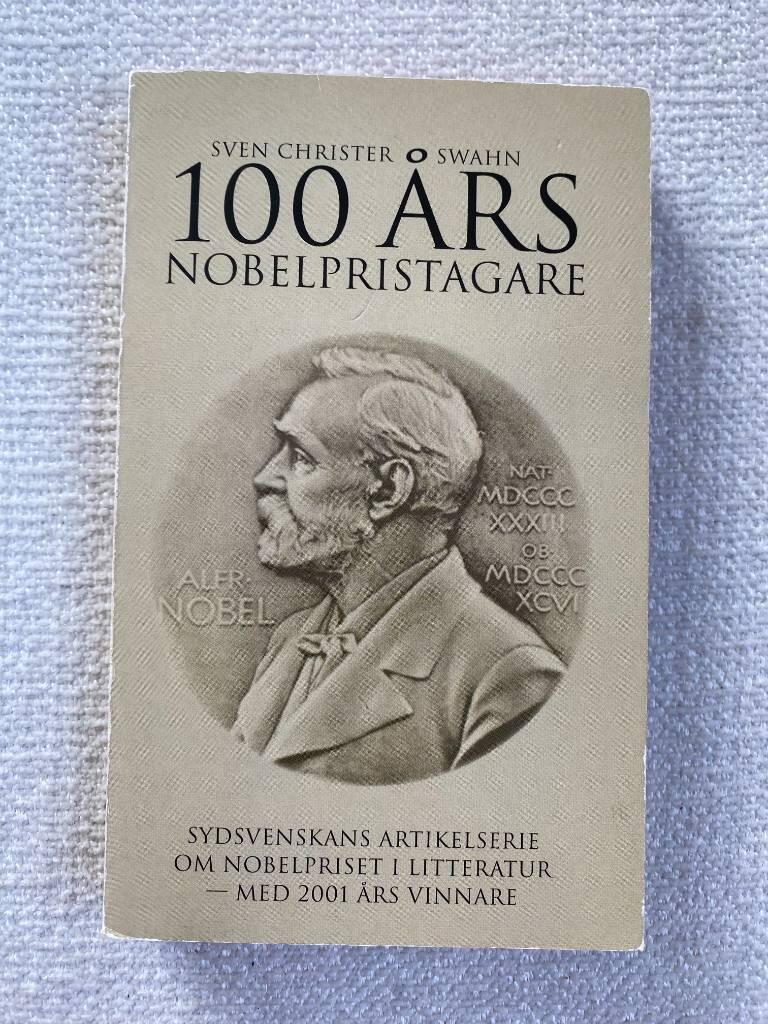 SVEN CHRISTER SWAHN
100 ÅRS
NOBELPRISTAGARE
NAT·
MDCCC
XXXIII
OB·
MDCCC
XCVI
ALFR·
NOBEL
SYDSVENSKANS ARTIKELSERIE
OM NOBELPRISET I LITTERATUR
— MED 2001 ÅRS VINNARE